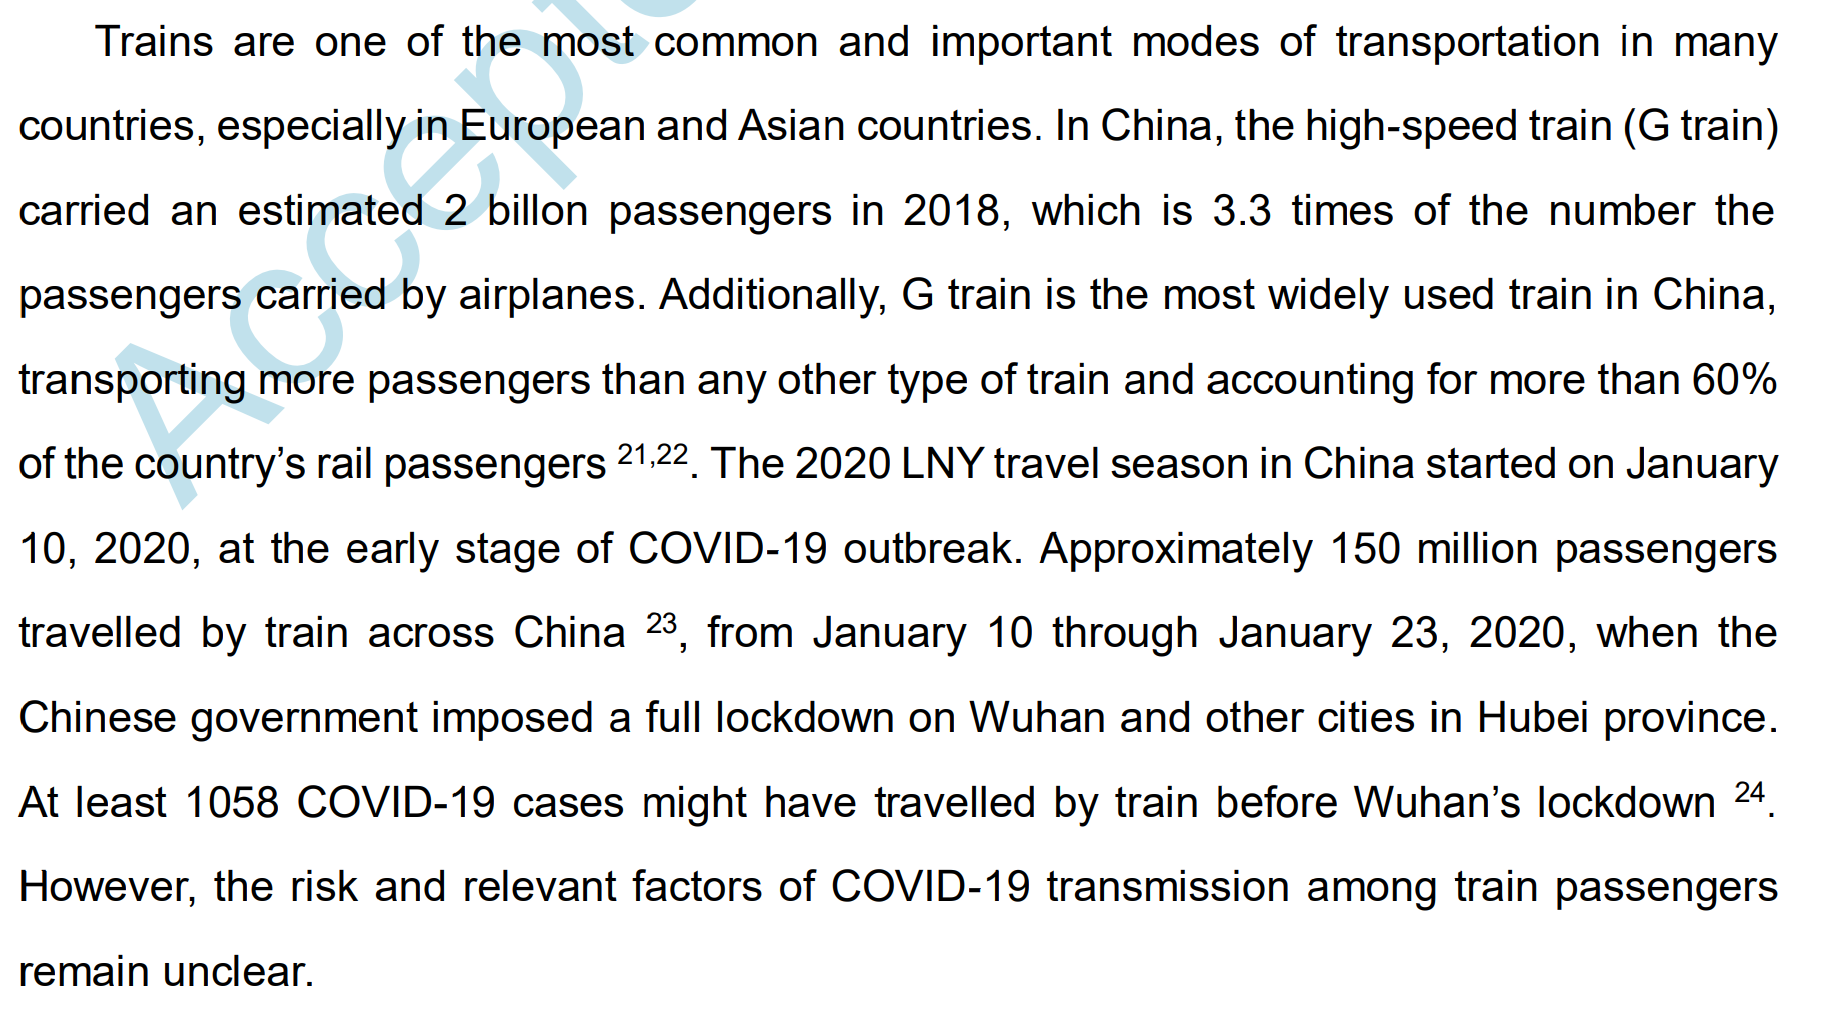 Trains are one of the most common and important modes of transportation in many
countries, especially in European and Asian countries. In China, the high-speed train (G train)
carried an estimated 2 billon passengers in 2018, which is 3.3 times of the number the
passengers carried by airplanes. Additionally, G train is the most widely used train in China,
transporting more passengers than any other type of train and accounting for more than 60%
of the country’s rail passengers 21,22. The 2020 LNY travel season in China started on January
10, 2020, at the early stage of COVID-19 outbreak. Approximately 150 million passengers
travelled by train across China 23, from January 10 through January 23, 2020, when the
Chinese government imposed a full lockdown on Wuhan and other cities in Hubei province.
At least 1058 COVID-19 cases might have travelled by train before Wuhan’s lockdown 24.
However, the risk and relevant factors of COVID-19 transmission among train passengers
remain unclear.